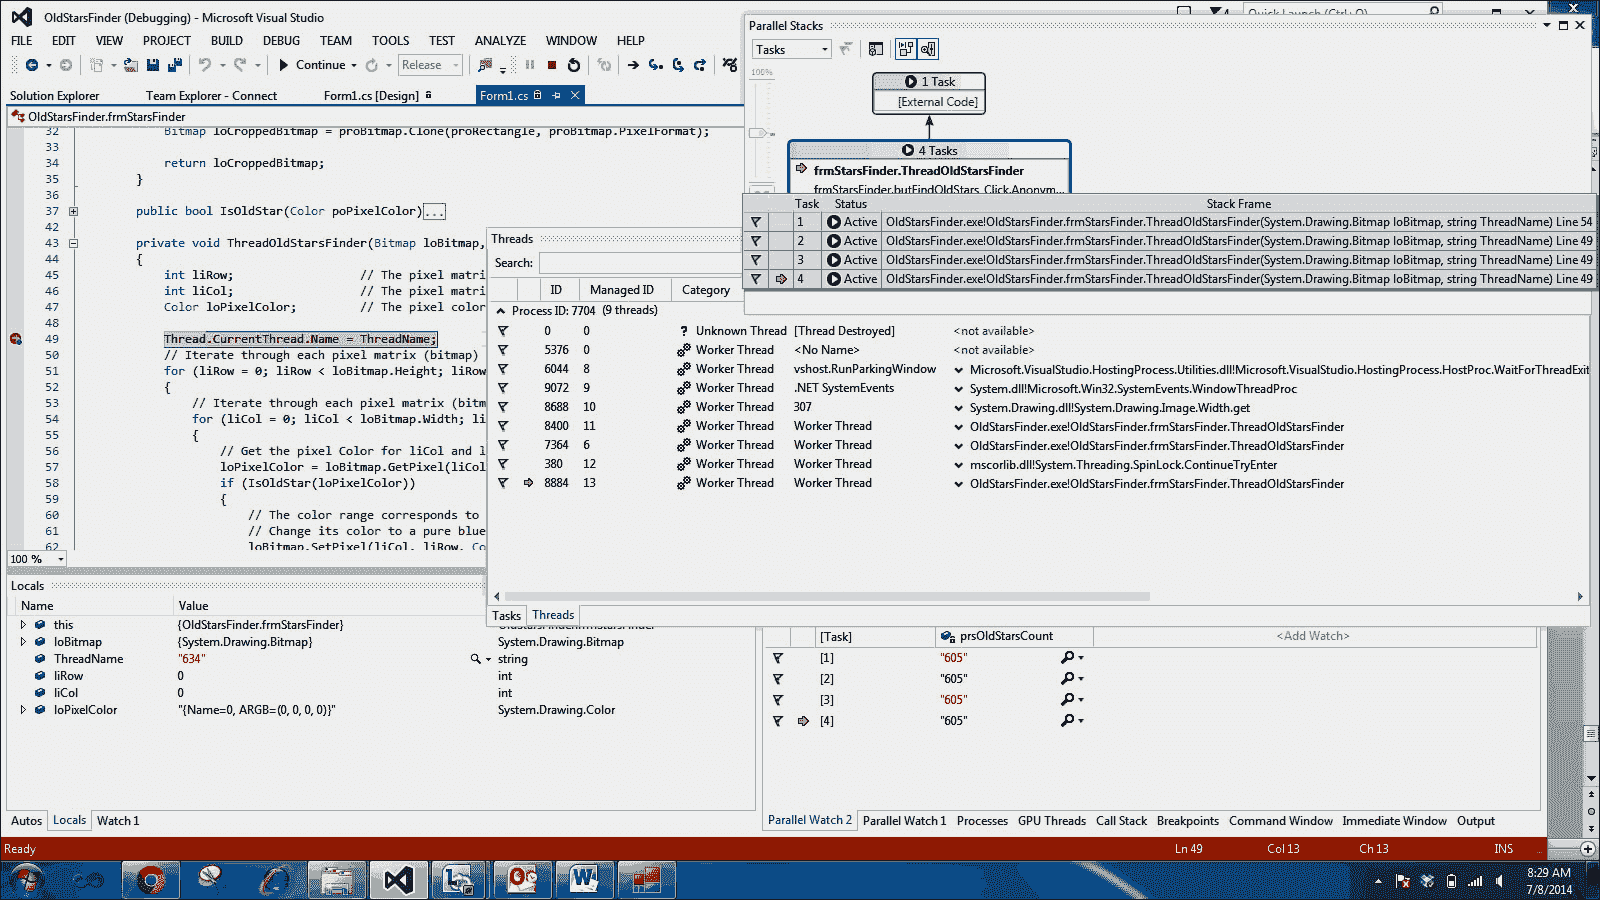 OldStarsFinder (Debugging) - Microsoft Visual Studio
FILE EDIT VIEW PROJECT BUILD DEBUG TEAM TOOLS TEST ANALYZE WINDOW HELP
Continue Release
Solution Explorer Team Explorer - Connect Form1.cs [Design] Form1.cs
OldStarsFinder.frmStarsFinder
32 Bitmap loCroppedBitmap = proBitmap.Clone(proRectangle, proBitmap.PixelFormat);
33
34 return loCroppedBitmap;
35 }
36
37 public bool IsOldStar(Color poPixelColor)...
42
43 private void ThreadOldStarsFinder(Bitmap loBitmap,
44 {
45 int liRow; // The pixel matri
46 int liCol; // The pixel matri
47 Color loPixelColor; // The pixel color
48
49 Thread.CurrentThread.Name = ThreadName;
50 // Iterate through each pixel matrix (bitmap)
51 for (liRow = 0; liRow < loBitmap.Height; liRow
52 {
53 // Iterate through each pixel matrix (bitm
54 for (liCol = 0; liCol < loBitmap.Width; li
55 {
56 // Get the pixel Color for liCol and l
57 loPixelColor = loBitmap.GetPixel(liCol
58 if (IsOldStar(loPixelColor))
59 {
60 // The color range corresponds to
61 // Change its color to a pure blue
62 loBitmap.SetPixel(liCol, liRow, Co
100 %
Quick Launch (Ctrl+Q)
4
Parallel Stacks
Tasks
100%
1 Task
[External Code]
4 Tasks
frmStarsFinder.ThreadOldStarsFinder
frmStarsFinder.butFindOldStars_Click.Anonym...
Task Status Stack Frame
1 Active OldStarsFinder.exe!OldStarsFinder.frmStarsFinder.ThreadOldStarsFinder(System.Drawing.Bitmap loBitmap, string ThreadName) Line 54
2 Active OldStarsFinder.exe!OldStarsFinder.frmStarsFinder.ThreadOldStarsFinder(System.Drawing.Bitmap loBitmap, string ThreadName) Line 49
3 Active OldStarsFinder.exe!OldStarsFinder.frmStarsFinder.ThreadOldStarsFinder(System.Drawing.Bitmap loBitmap, string ThreadName) Line 49
4 Active OldStarsFinder.exe!OldStarsFinder.frmStarsFinder.ThreadOldStarsFinder(System.Drawing.Bitmap loBitmap, string ThreadName) Line 49
Threads
Search:
ID Managed ID Category
Process ID: 7704 (9 threads)
0 0 ? Unknown Thread [Thread Destroyed] <not available>
5376 0 Worker Thread <No Name> <not available>
6044 8 Worker Thread vshost.RunParkingWindow Microsoft.VisualStudio.HostingProcess.Utilities.dll!Microsoft.VisualStudio.HostingProcess.HostProc.WaitForThreadExit
9072 9 Worker Thread .NET SystemEvents System.dll!Microsoft.Win32.SystemEvents.WindowThreadProc
8688 10 Worker Thread 307 System.Drawing.dll!System.Drawing.Image.Width.get
8400 11 Worker Thread Worker Thread OldStarsFinder.exe!OldStarsFinder.frmStarsFinder.ThreadOldStarsFinder
7364 6 Worker Thread Worker Thread OldStarsFinder.exe!OldStarsFinder.frmStarsFinder.ThreadOldStarsFinder
380 12 Worker Thread Worker Thread mscorlib.dll!System.Threading.SpinLock.ContinueTryEnter
8884 13 Worker Thread Worker Thread OldStarsFinder.exe!OldStarsFinder.frmStarsFinder.ThreadOldStarsFinder
Tasks Threads
Locals
Name Value
this {OldStarsFinder.frmStarsFinder} OldStarsFinder.frmStarsFinder
loBitmap {System.Drawing.Bitmap} System.Drawing.Bitmap
ThreadName "634" string
liRow 0 int
liCol 0 int
loPixelColor "{Name=0, ARGB=(0, 0, 0, 0)}" System.Drawing.Color
[Task] prsOldStarsCount <Add Watch>
[1] "605"
[2] "605"
[3] "605"
[4] "605"
Autos Locals Watch 1
Parallel Watch 2 Parallel Watch 1 Processes GPU Threads Call Stack Breakpoints Command Window Immediate Window Output
Ready Ln 49 Col 13 Ch 13 INS
8:29 AM
7/8/2014